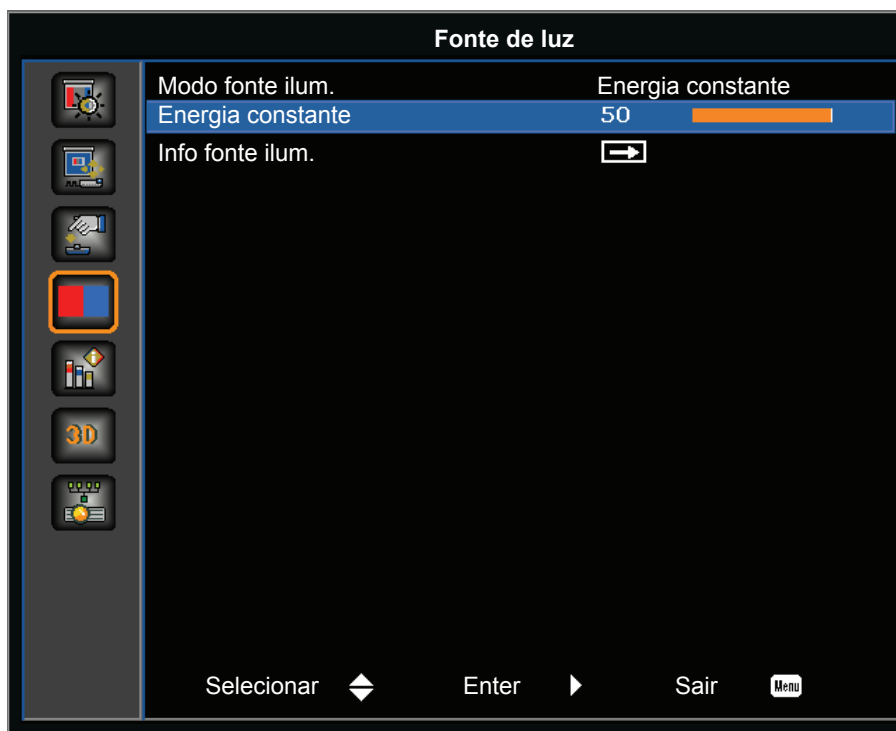 Fonte de luz
Modo fonte ilum. Energia constante
Energia constante 50
Info fonte ilum.
3D
Selecionar Enter Sair Menu